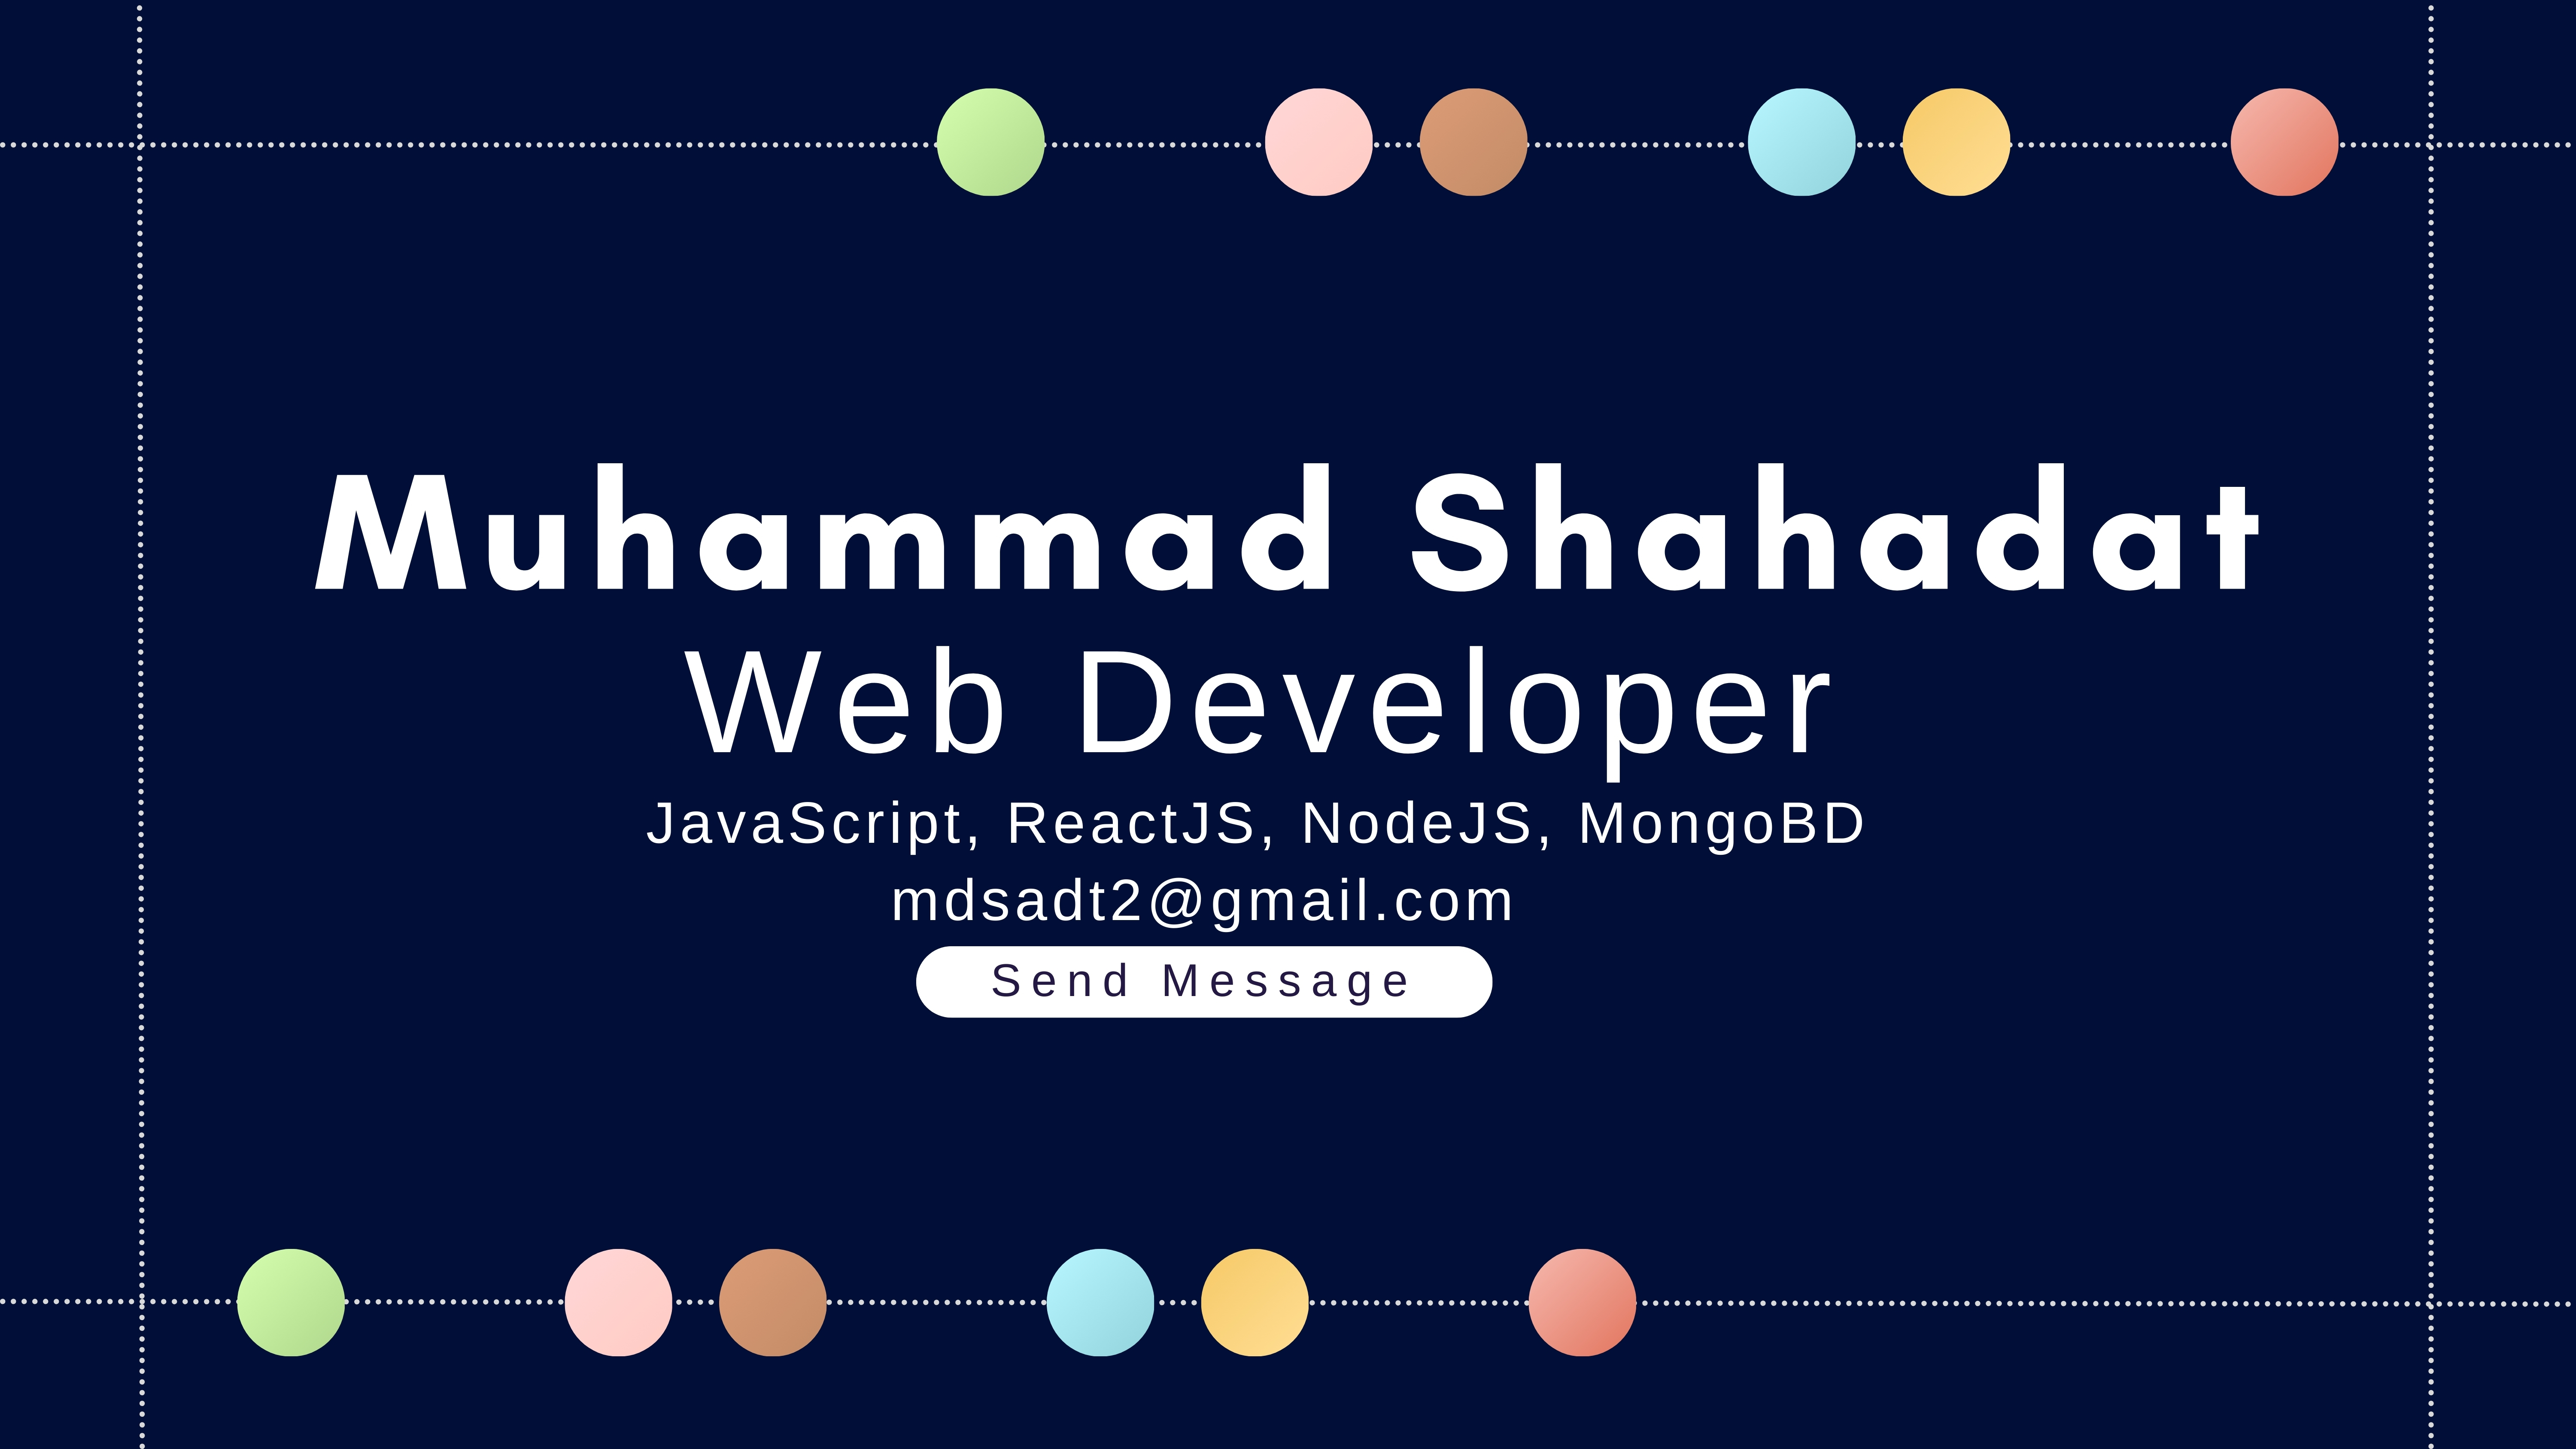 Muhammad Shahadat
Web Developer
JavaScript, ReactJS, NodeJS, MongoBD
mdsadt2@gmail.com
Send Message